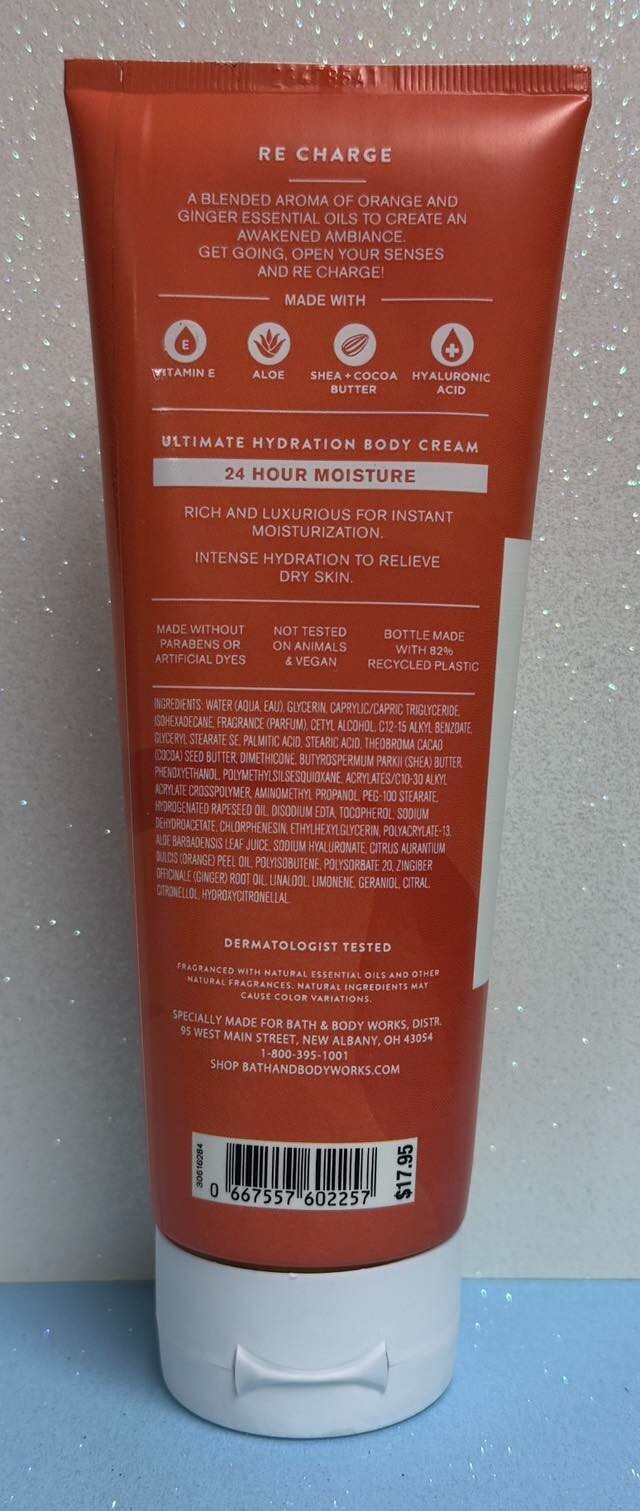 RE CHARGE
A BLENDED AROMA OF ORANGE AND
GINGER ESSENTIAL OILS TO CREATE AN
AWAKENED AMBIANCE.
GET GOING, OPEN YOUR SENSES
AND RE CHARGE!
MADE WITH
E
VITAMIN E
ALOE
SHEA + COCOA
BUTTER
HYALURONIC
ACID
ULTIMATE HYDRATION BODY CREAM
24 HOUR MOISTURE
RICH AND LUXURIOUS FOR INSTANT
MOISTURIZATION.
INTENSE HYDRATION TO RELIEVE
DRY SKIN.
MADE WITHOUT
PARABENS OR
ARTIFICIAL DYES
NOT TESTED
ON ANIMALS
& VEGAN
BOTTLE MADE
WITH 82%
RECYCLED PLASTIC
INGREDIENTS: WATER (AQUA, EAU), GLYCERIN, CAPRYLIC/CAPRIC TRIGLYCERIDE,
ISOHEXADECANE, FRAGRANCE (PARFUM), CETYL ALCOHOL, C12-15 ALKYL BENZOATE,
GLYCERYL STEARATE SE, PALMITIC ACID, STEARIC ACID, THEOBROMA CACAO
(COCOA) SEED BUTTER, DIMETHICONE, BUTYROSPERMUM PARKII (SHEA) BUTTER,
PHENOXYETHANOL, POLYMETHYLSILSESQUIOXANE, ACRYLATES/C10-30 ALKYL
ACRYLATE CROSSPOLYMER, AMINOMETHYL PROPANOL, PEG-100 STEARATE,
HYDROGENATED RAPESEED OIL, DISODIUM EDTA, TOCOPHEROL, SODIUM
DEHYDROACETATE, CHLORPHENESIN, ETHYLHEXYLGLYCERIN, POLYACRYLATE-13,
ALOE BARBADENSIS LEAF JUICE, SODIUM HYALURONATE, CITRUS AURANTIUM
DULCIS (ORANGE) PEEL OIL, POLYISOBUTENE, POLYSORBATE 20, ZINGIBER
OFFICINALE (GINGER) ROOT OIL, LINALOOL, LIMONENE, GERANIOL, CITRAL,
CITRONELLOL, HYDROXYCITRONELLAL.
DERMATOLOGIST TESTED
FRAGRANCED WITH NATURAL ESSENTIAL OILS AND OTHER
NATURAL FRAGRANCES. NATURAL INGREDIENTS MAY
CAUSE COLOR VARIATIONS.
SPECIALLY MADE FOR BATH & BODY WORKS, DISTR.
95 WEST MAIN STREET, NEW ALBANY, OH 43054
1-800-395-1001
SHOP BATHANDBODYWORKS.COM
30516284
0 667557 602257
$17.95